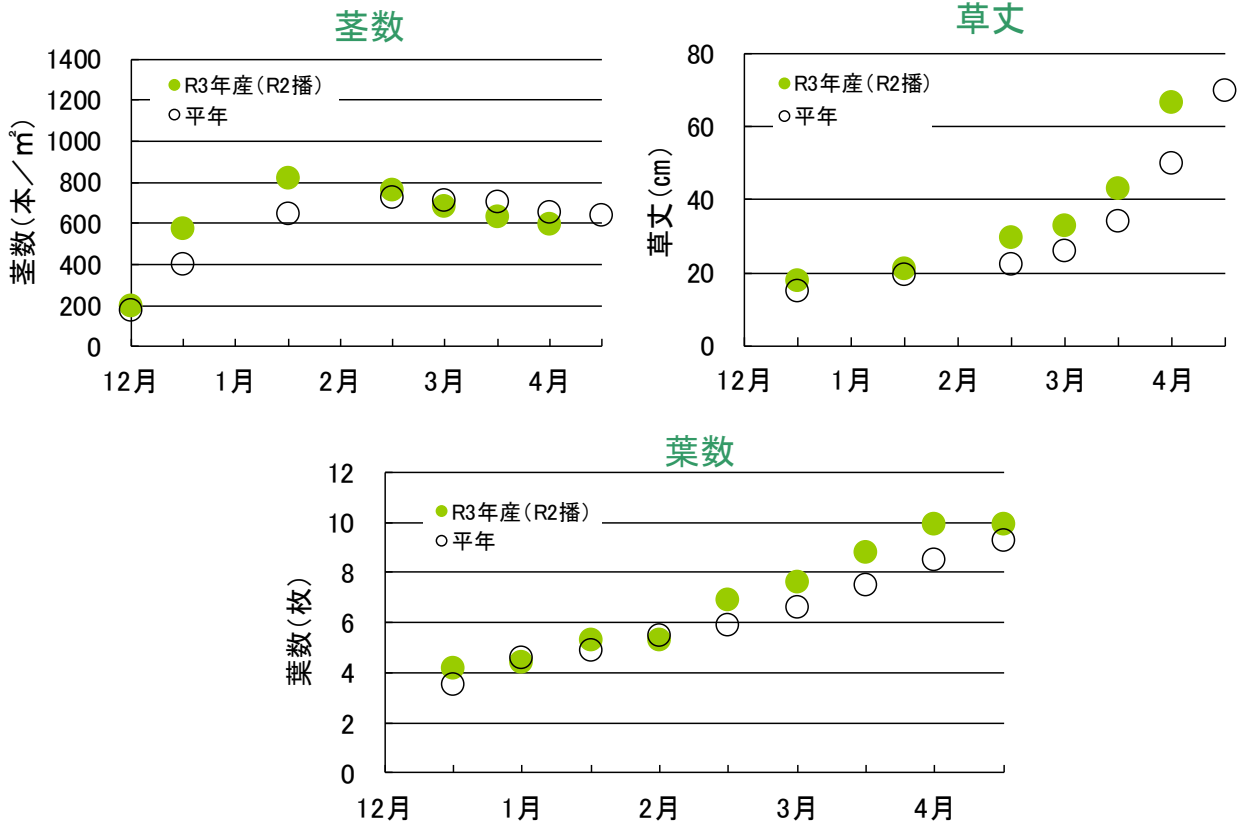 茎数
1400
1200
1000
800
600
400
200
0
茎数(本／㎡)
R3年産(R2播)
平年
12月 1月 2月 3月 4月
草丈
80
60
40
20
0
草丈(cm)
R3年産(R2播)
平年
12月 1月 2月 3月 4月
葉数
12
10
8
6
4
2
0
葉数(枚)
R3年産(R2播)
平年
12月 1月 2月 3月 4月